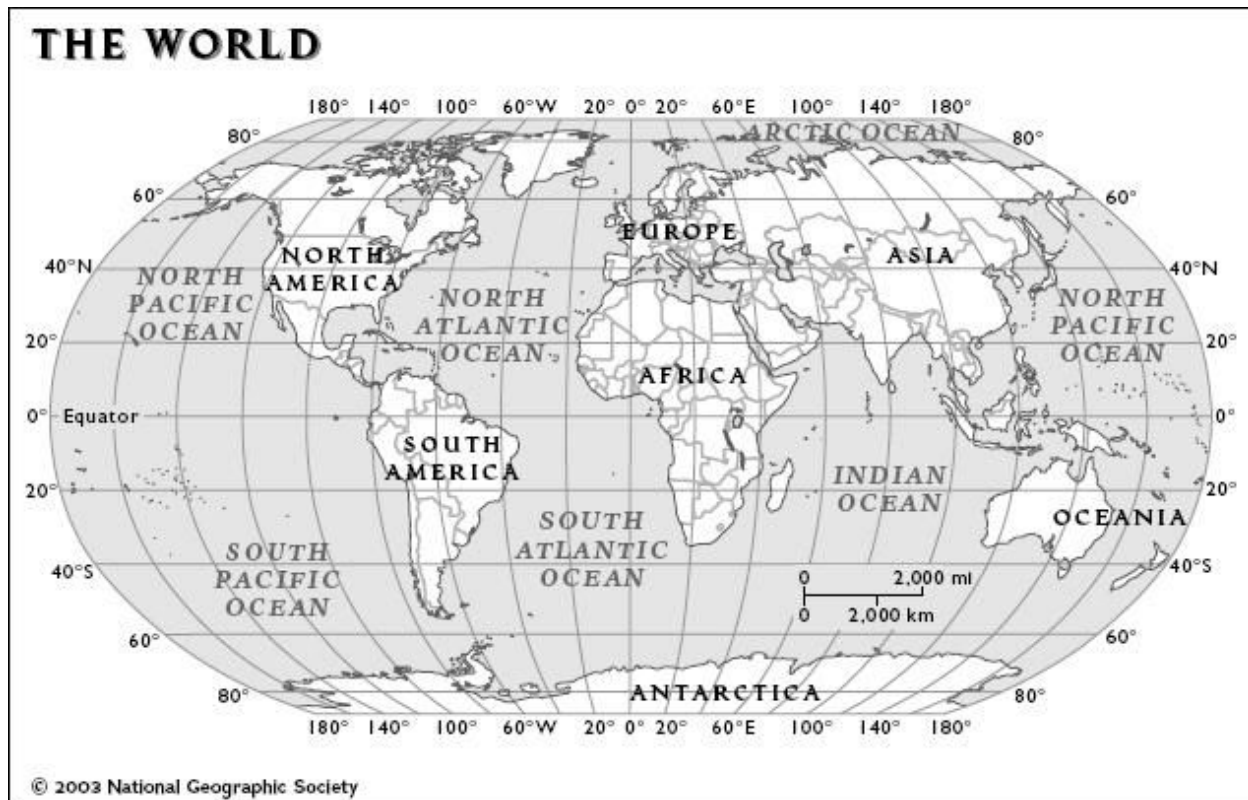 THE WORLD
180° 140° 100° 60°W 20° 0° 20° 60°E 100° 140° 180°
80° ARCTIC OCEAN 80°
60° 60°
EUROPE
NORTH ASIA
40°N AMERICA 40°N
NORTH
PACIFIC
OCEAN
NORTH
ATLANTIC
OCEAN
NORTH
PACIFIC
OCEAN
20° 20°
AFRICA
0° Equator 0°
SOUTH
AMERICA
INDIAN
OCEAN
20° 20°
OCEANIA
SOUTH
ATLANTIC
OCEAN
SOUTH
PACIFIC
OCEAN
40°S 40°S
0 2,000 mi
0 2,000 km
60° 60°
80° ANTARCTICA 80°
180° 140° 100° 60°W 20° 0° 20° 60°E 100° 140° 180°
© 2003 National Geographic Society